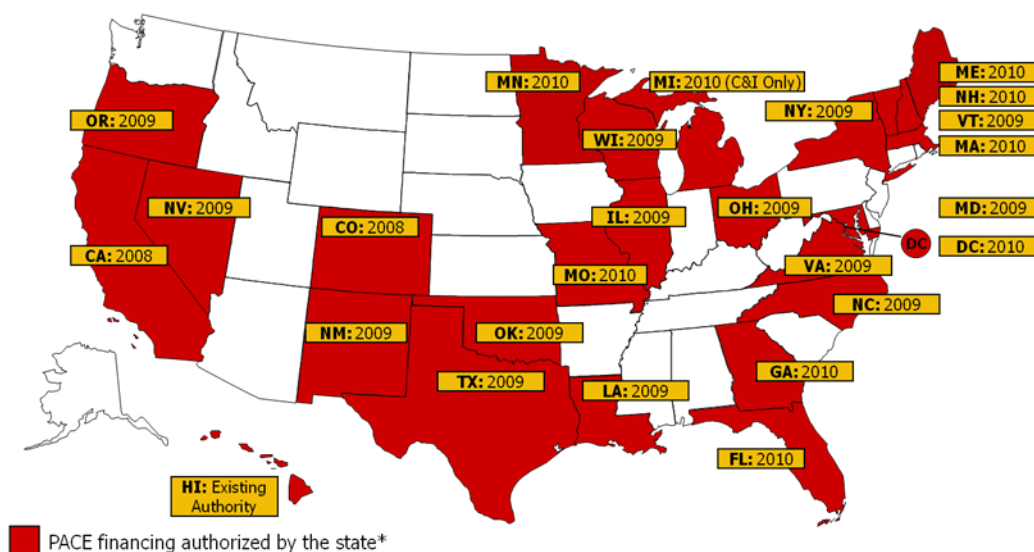 MN: 2010
MI: 2010 (C&I Only)
ME: 2010
NH: 2010
NY: 2009
OR: 2009
VT: 2009
WI: 2009
MA: 2010
NV: 2009
IL: 2009
OH: 2009
MD: 2009
CO: 2008
DC
DC: 2010
CA: 2008
MO: 2010
VA: 2009
NC: 2009
NM: 2009
OK: 2009
GA: 2010
TX: 2009
LA: 2009
FL: 2010
HI: Existing
Authority
PACE financing authorized by the state*